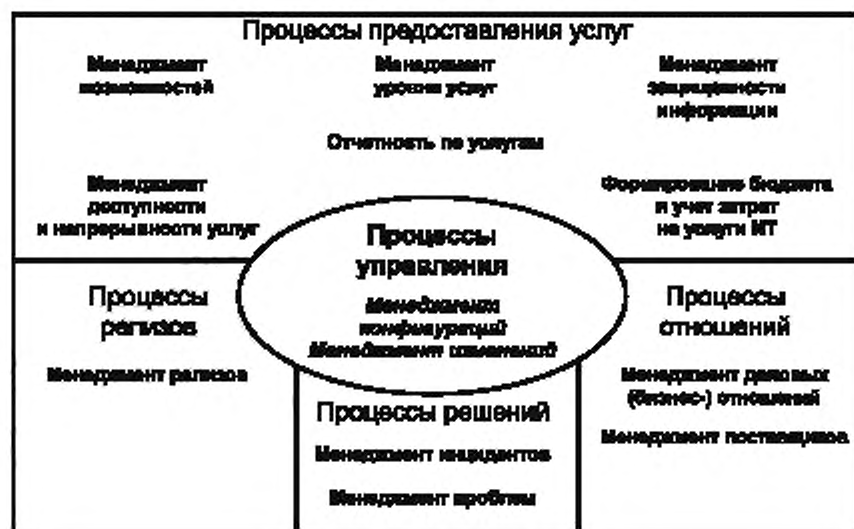 Процессы предоставления услуг
Менеджмент
возможностей
Менеджмент
уровня услуг
Менеджмент
защищенности
информации
Отчетность по услугам
Менеджмент
доступности
и непрерывности услуг
Формирование бюджета
и учет затрат
на услуги ИТ
Процессы
управления
Менеджмент
конфигураций
Менеджмент изменений
Процессы
релизов
Менеджмент релизов
Процессы решений
Менеджмент инцидентов
Менеджмент проблем
Процессы
отношений
Менеджмент деловых
(бизнес-) отношений
Менеджмент поставщиков